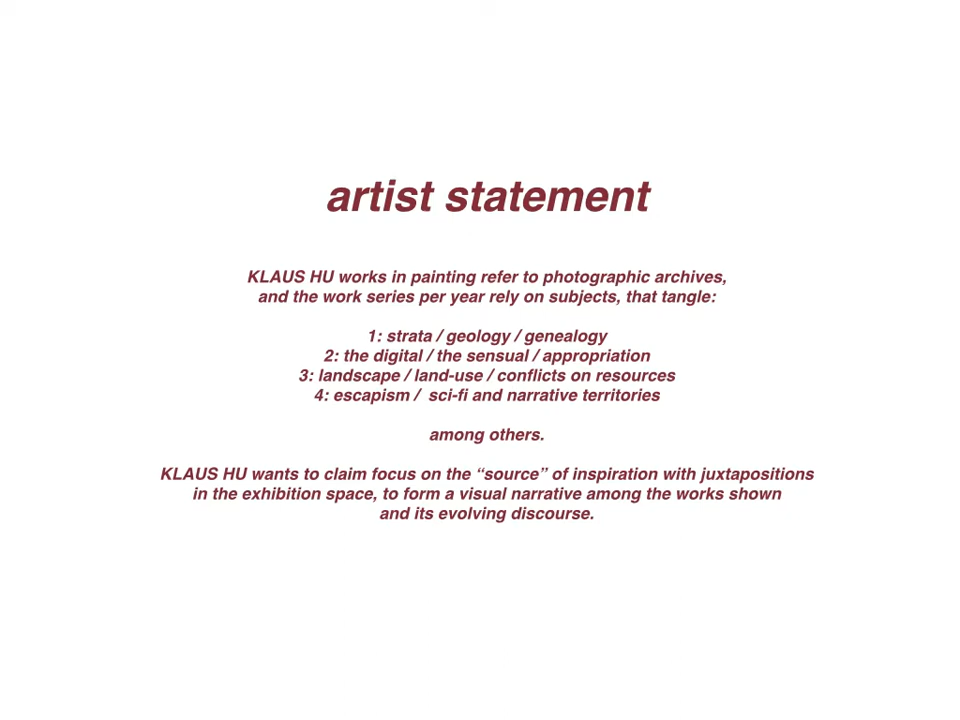 artist statement
KLAUS HU works in painting refer to photographic archives,
and the work series per year rely on subjects, that tangle:
1: strata / geology / genealogy
2: the digital / the sensual / appropriation
3: landscape / land-use / conflicts on resources
4: escapism /  sci-fi and narrative territories
among others.
KLAUS HU wants to claim focus on the “source” of inspiration with juxtapositions
in the exhibition space, to form a visual narrative among the works shown
and its evolving discourse.